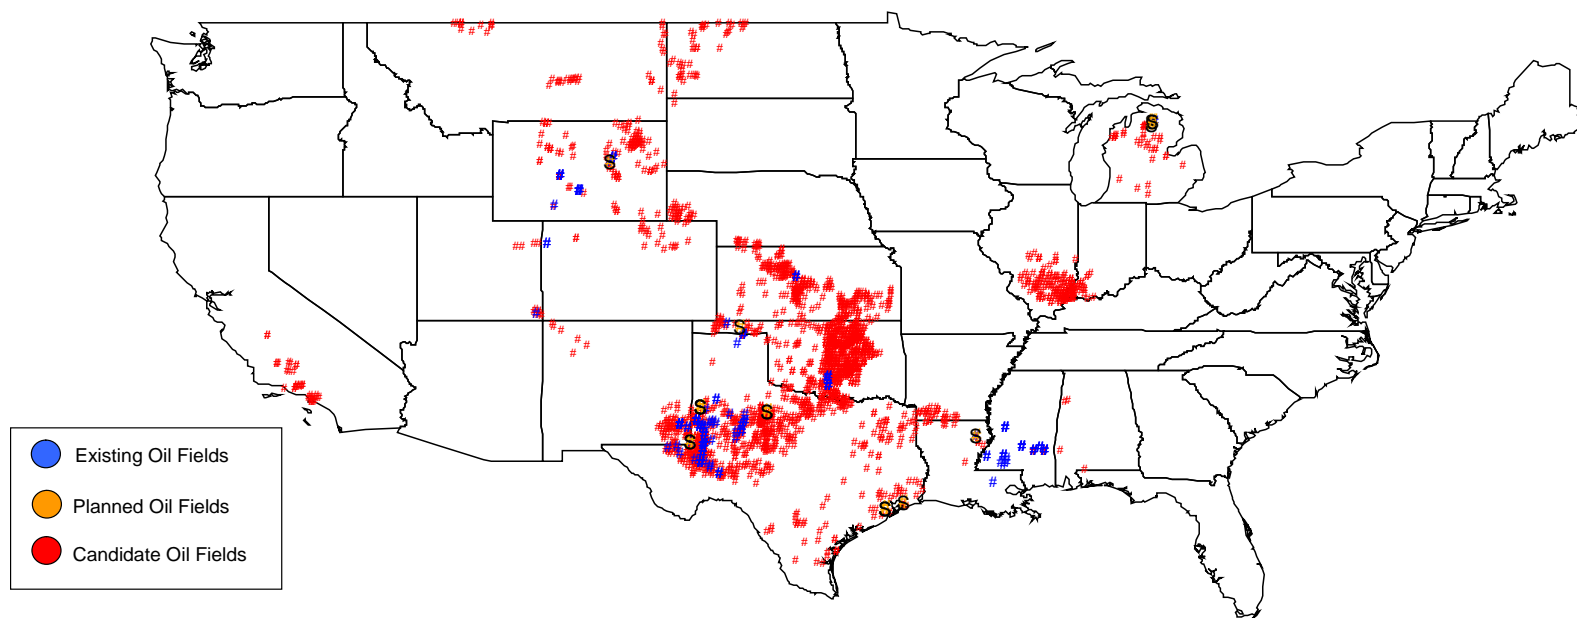 Existing Oil Fields
Planned Oil Fields
Candidate Oil Fields